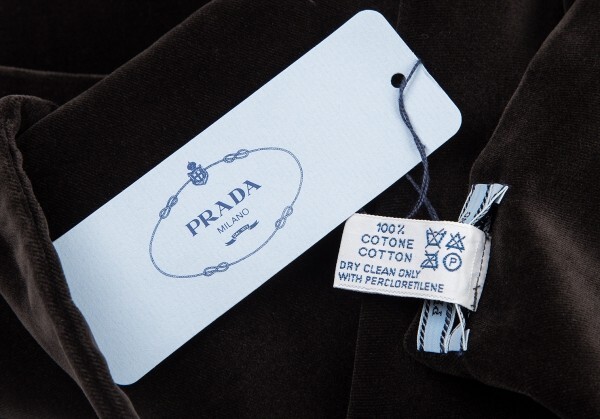 PRADA
MILANO
100%
COTONE
COTTON
P
DRY CLEAN ONLY
WITH PERCLORETILENE